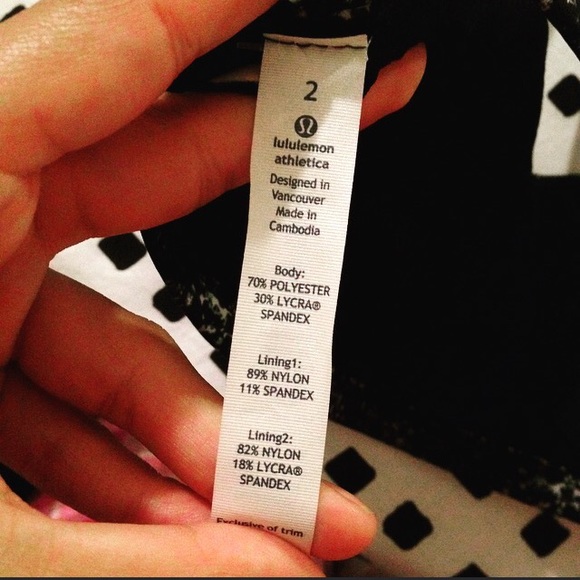 2
lululemon
athletica
Designed in
Vancouver
Made in
Cambodia
Body:
70% POLYESTER
30% LYCRA®
SPANDEX
Lining1:
89% NYLON
11% SPANDEX
Lining2:
82% NYLON
18% LYCRA®
SPANDEX
Exclusive of trim